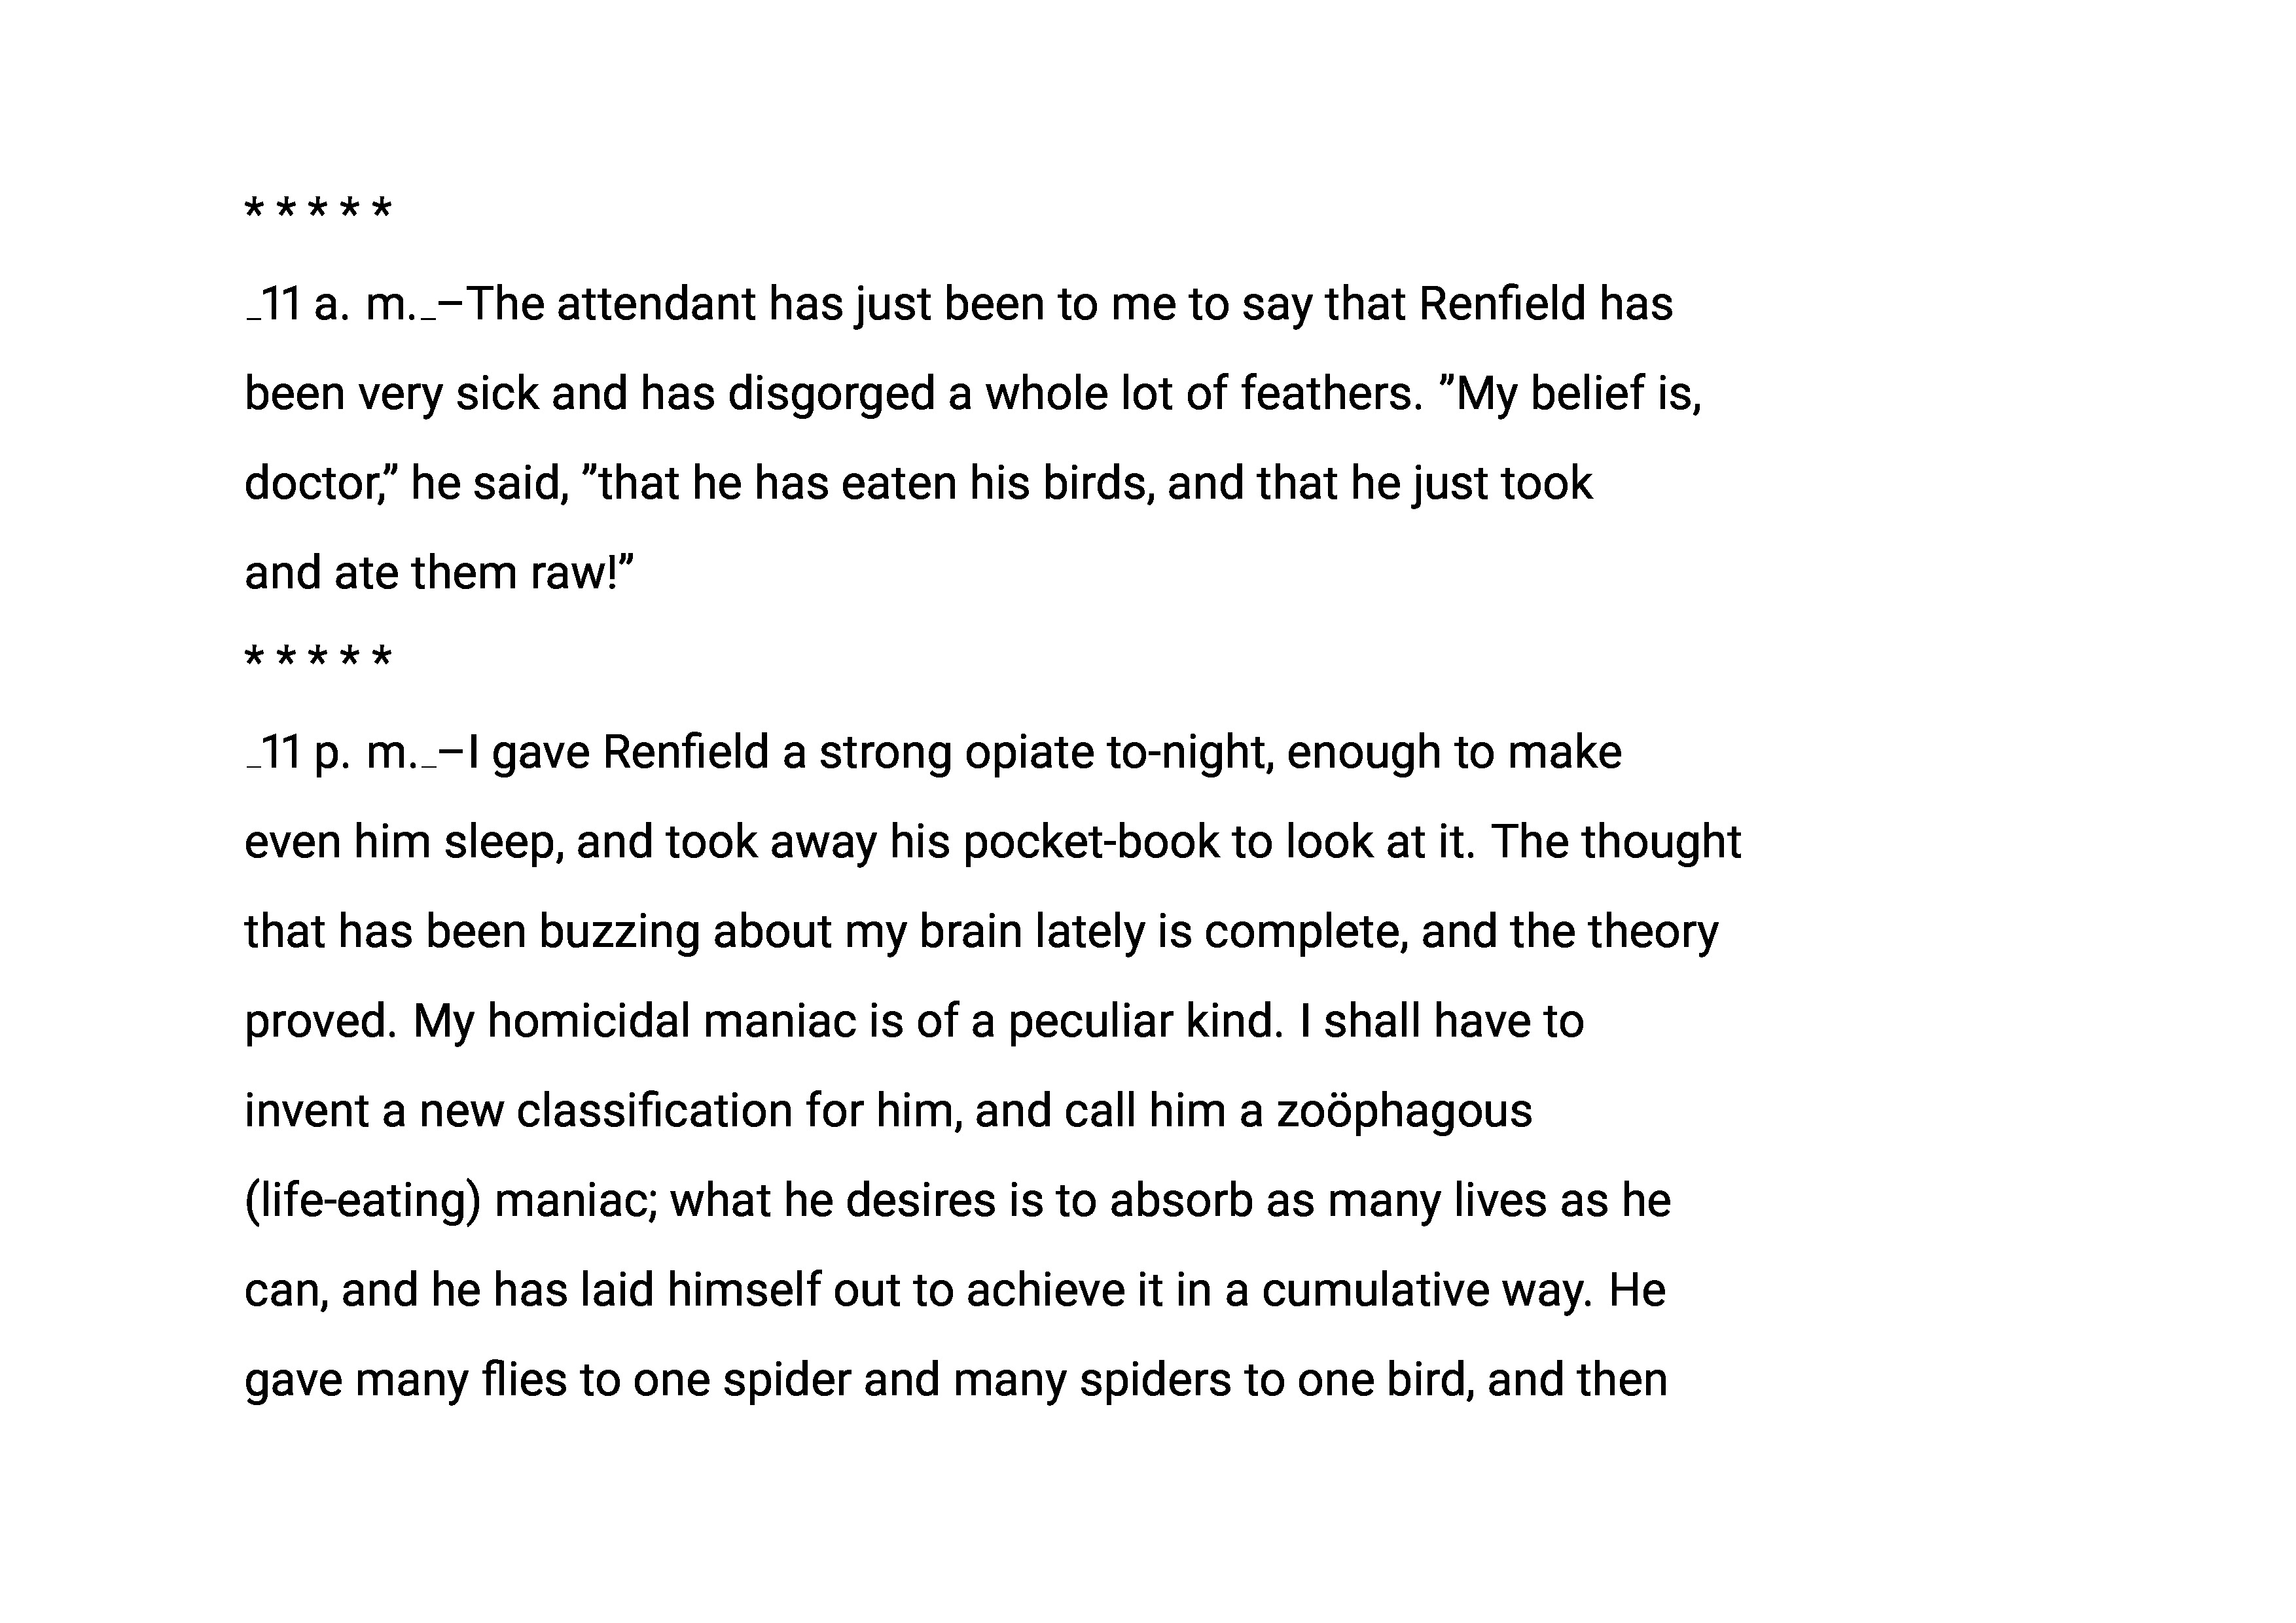 * * * * *
_11 a. m._–The attendant has just been to me to say that Renfield has
been very sick and has disgorged a whole lot of feathers. ”My belief is,
doctor,” he said, ”that he has eaten his birds, and that he just took
and ate them raw!”
* * * * *
_11 p. m._–I gave Renfield a strong opiate to-night, enough to make
even him sleep, and took away his pocket-book to look at it. The thought
that has been buzzing about my brain lately is complete, and the theory
proved. My homicidal maniac is of a peculiar kind. I shall have to
invent a new classification for him, and call him a zoöphagous
(life-eating) maniac; what he desires is to absorb as many lives as he
can, and he has laid himself out to achieve it in a cumulative way. He
gave many flies to one spider and many spiders to one bird, and then